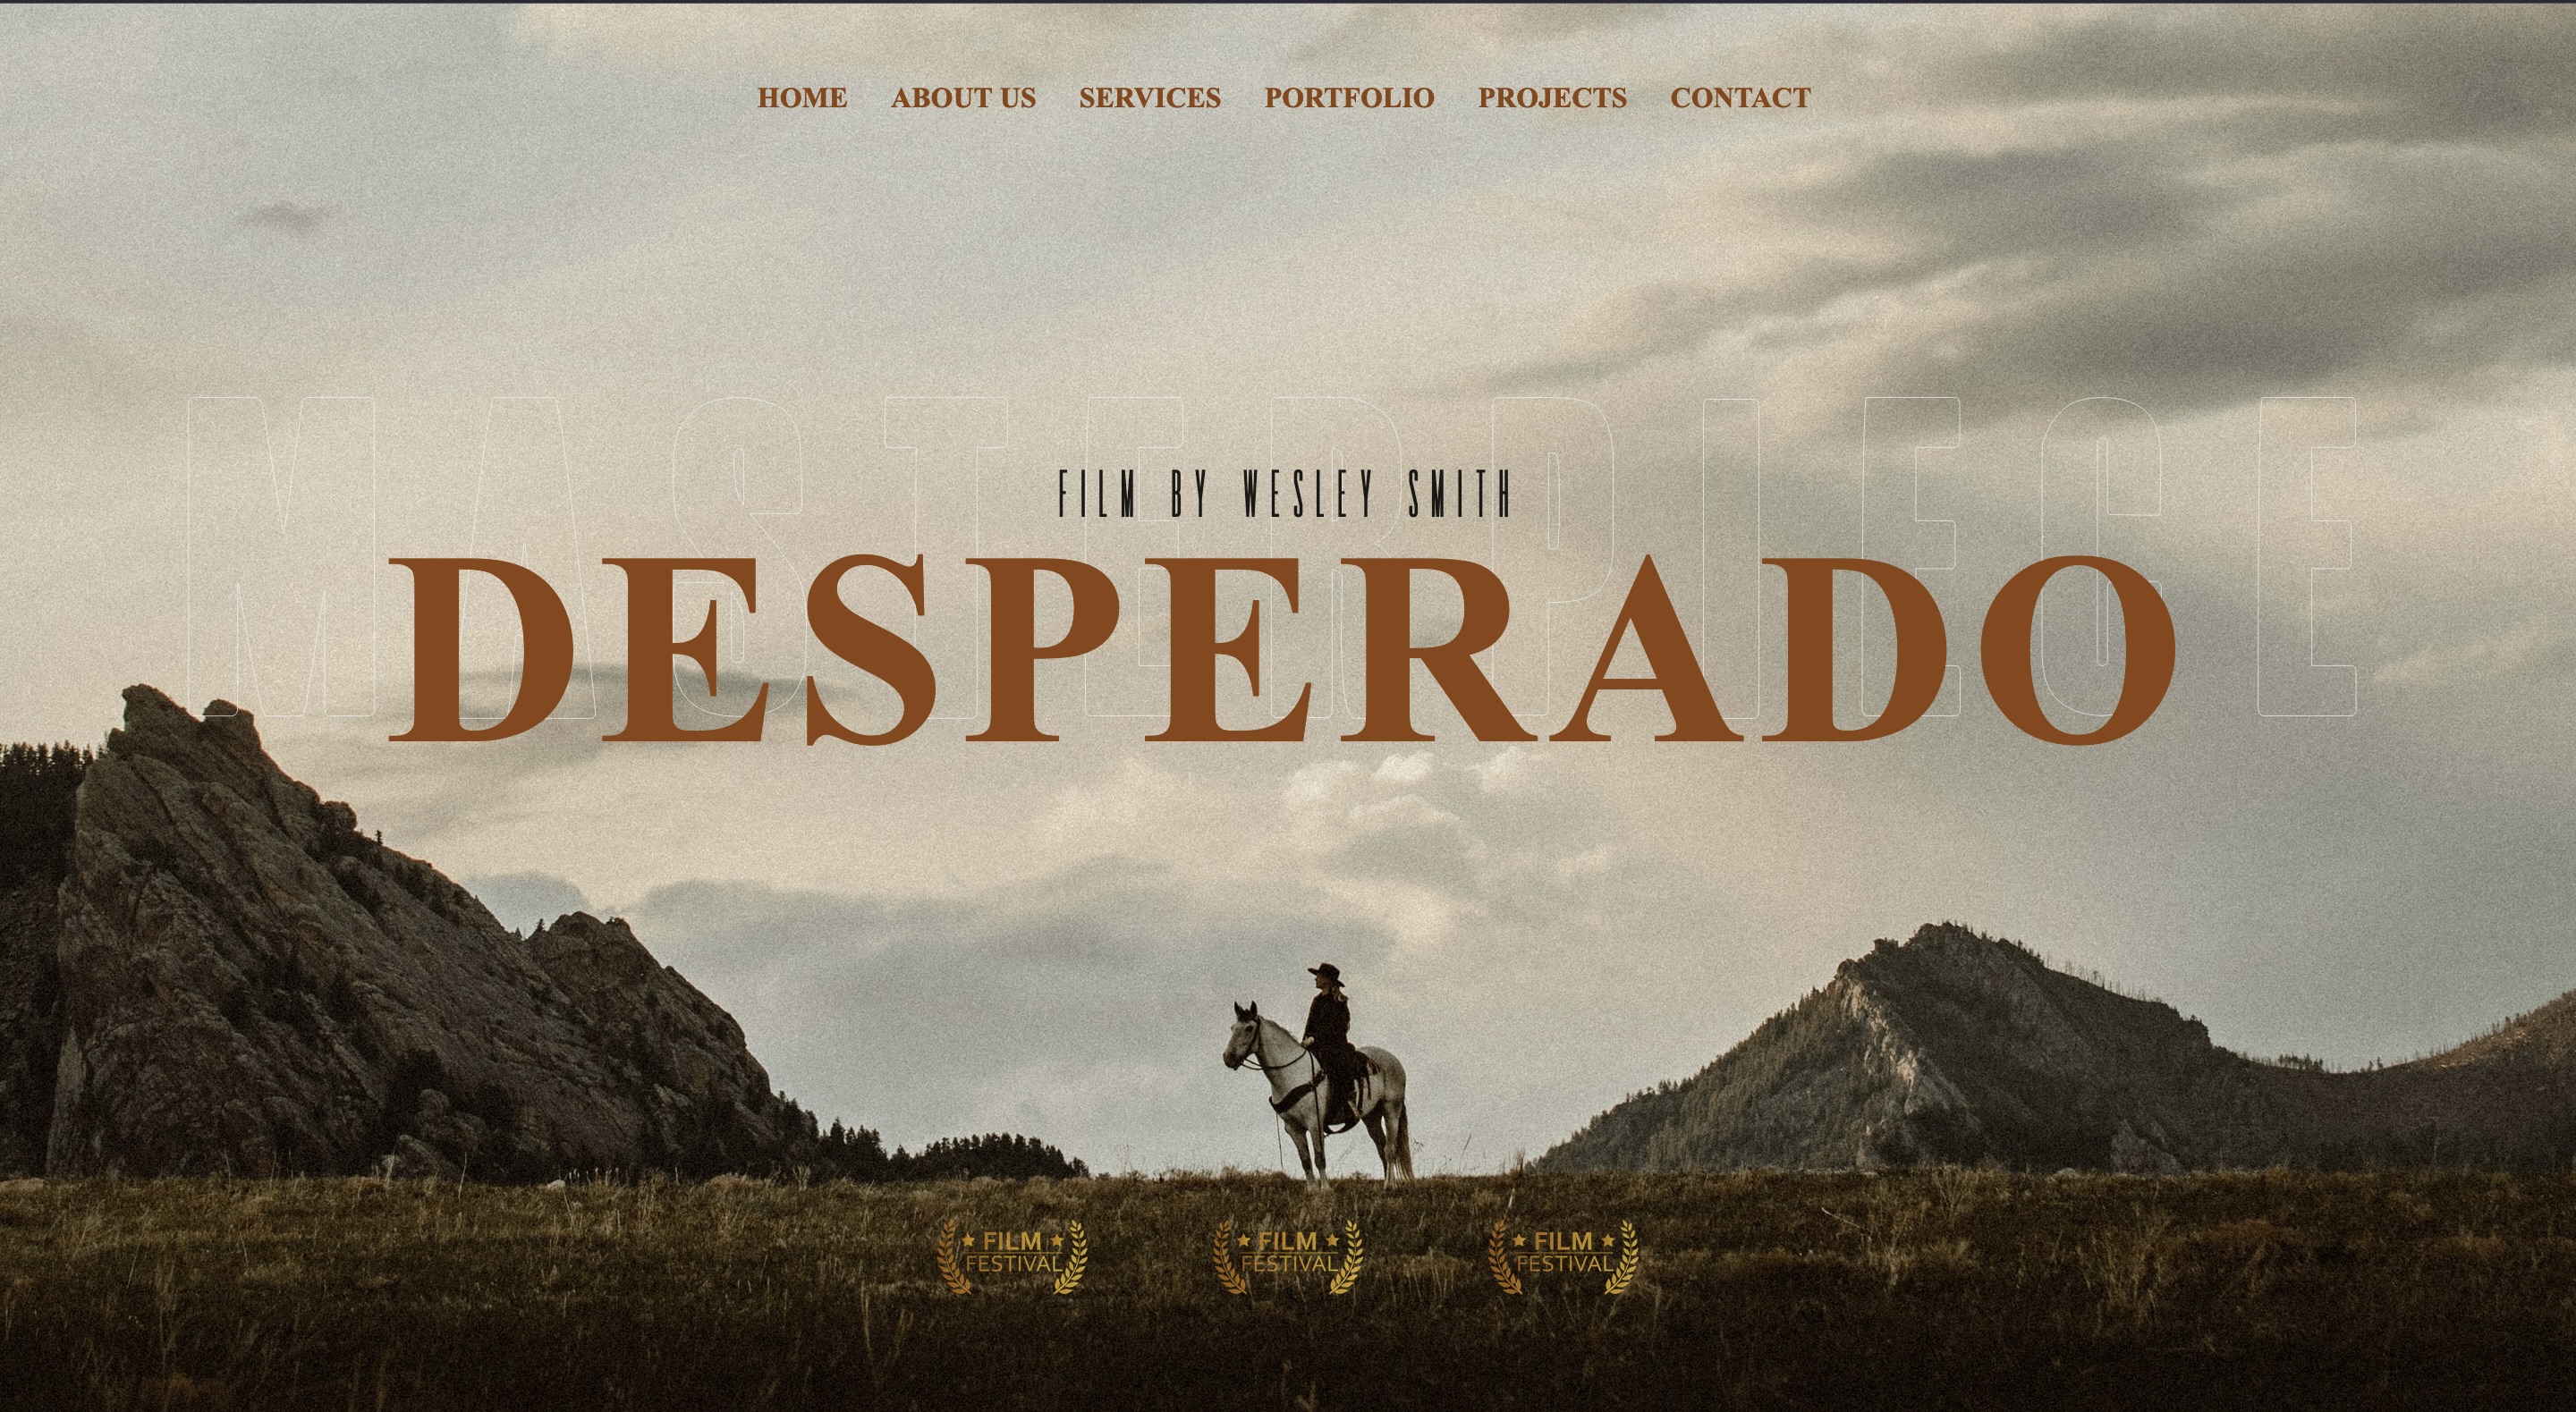 HOME ABOUT US SERVICES PORTFOLIO PROJECTS CONTACT
MASTERPIECE
FILM BY WESLEY SMITH
DESPERADO
FILM
FESTIVAL
FILM
FESTIVAL
FILM
FESTIVAL